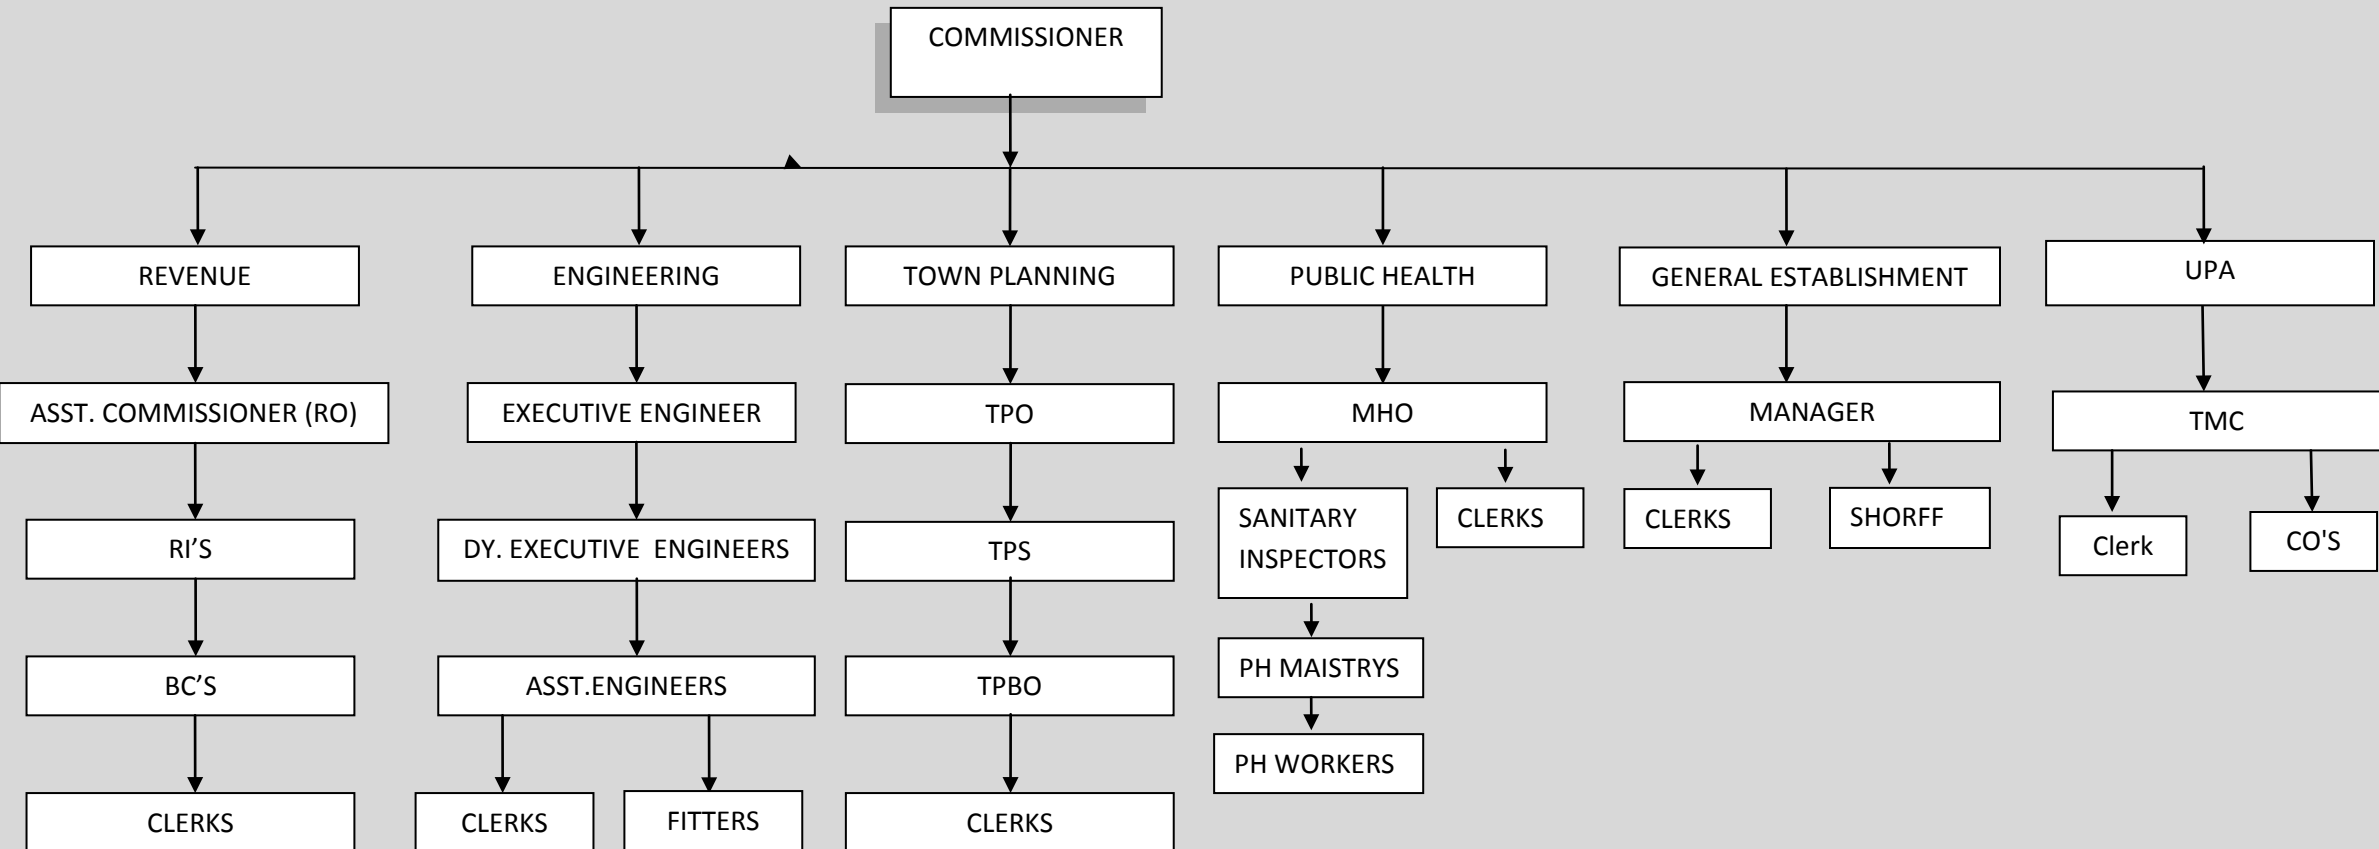 COMMISSIONER
REVENUE
ENGINEERING
TOWN PLANNING
PUBLIC HEALTH
GENERAL ESTABLISHMENT
UPA
ASST. COMMISSIONER (RO)
EXECUTIVE ENGINEER
TPO
MHO
MANAGER
TMC
RI’S
DY. EXECUTIVE ENGINEERS
TPS
SANITARY
INSPECTORS
CLERKS
CLERKS
SHORFF
Clerk
CO'S
BC’S
ASST.ENGINEERS
TPBO
PH MAISTRYS
PH WORKERS
CLERKS
CLERKS
FITTERS
CLERKS